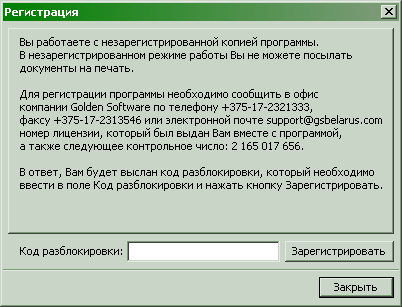 Регистрация
Вы работаете с незарегистрированной копией программы.
В незарегистрированном режиме работы Вы не можете посылать
документы на печать.
Для регистрации программы необходимо сообщить в офис
компании Golden Software по телефону +375-17-2321333,
факсу +375-17-2313546 или электронной почте support@gsbelarus.com
номер лицензии, который был выдан Вам вместе с программой,
а также следующее контрольное число: 2 165 017 656.
В ответ, Вам будет выслан код разблокировки, который необходимо
ввести в поле Код разблокировки и нажать кнопку Зарегистрировать.
Код разблокировки:
Зарегистрировать
Закрыть